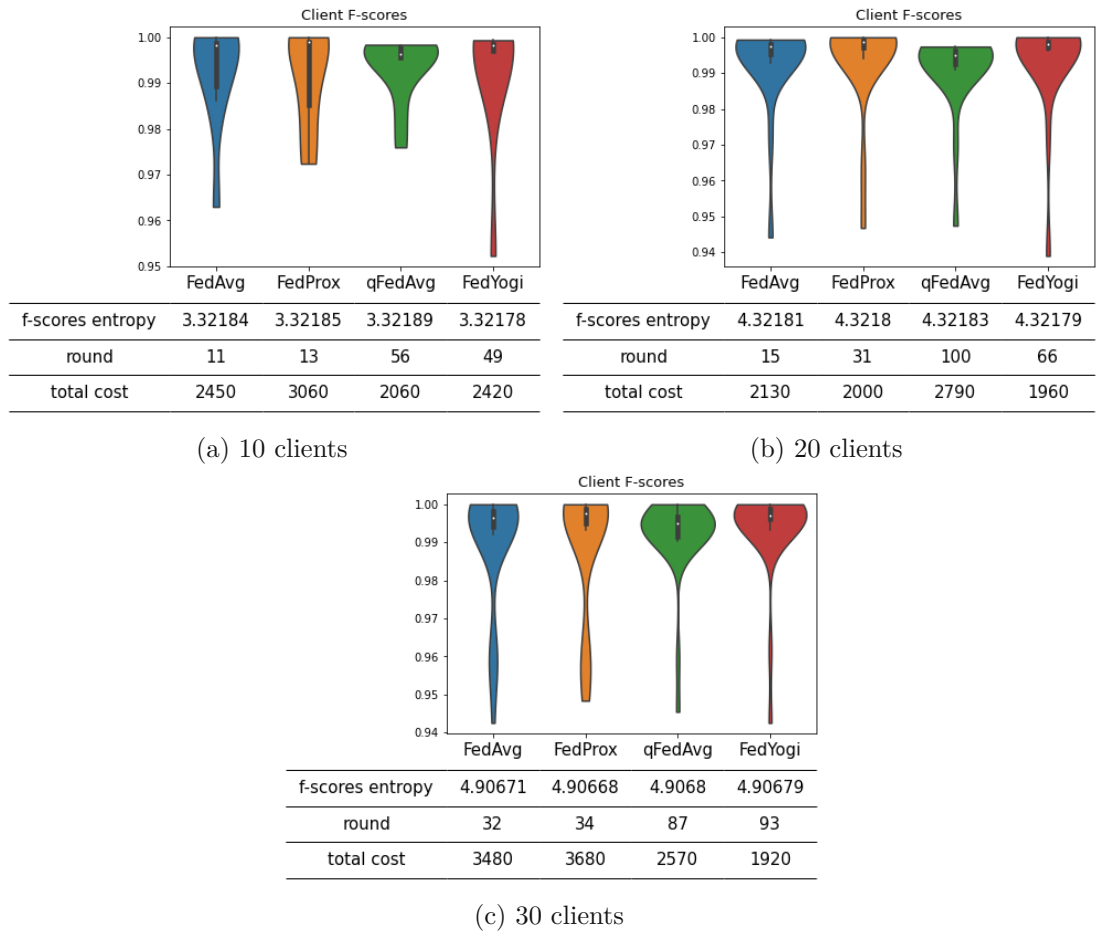 Client F-scores
1.00
0.99
0.98
0.97
0.96
0.95
FedAvg FedProx qFedAvg FedYogi
f-scores entropy 3.32184 3.32185 3.32189 3.32178
round 11 13 56 49
total cost 2450 3060 2060 2420
(a) 10 clients
Client F-scores
1.00
0.99
0.98
0.97
0.96
0.95
0.94
FedAvg FedProx qFedAvg FedYogi
f-scores entropy 4.32181 4.3218 4.32183 4.32179
round 15 31 100 66
total cost 2130 2000 2790 1960
(b) 20 clients
Client F-scores
1.00
0.99
0.98
0.97
0.96
0.95
0.94
FedAvg FedProx qFedAvg FedYogi
f-scores entropy 4.90671 4.90668 4.9068 4.90679
round 32 34 87 93
total cost 3480 3680 2570 1920
(c) 30 clients